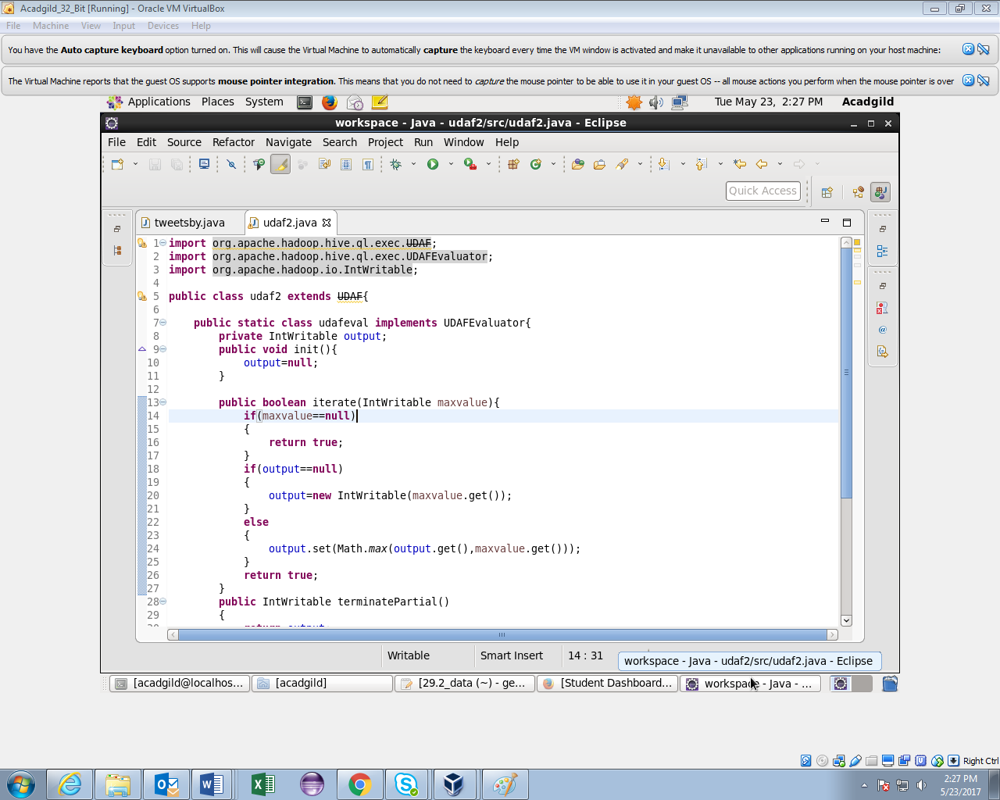 Acadgild_32_Bit [Running] - Oracle VM VirtualBox
File Machine View Input Devices Help
You have the Auto capture keyboard option turned on. This will cause the Virtual Machine to automatically capture the keyboard every time the VM window is activated and make it unavailable to other applications running on your host machine:
The Virtual Machine reports that the guest OS supports mouse pointer integration. This means that you do not need to capture the mouse pointer to be able to use it in your guest OS -- all mouse actions you perform when the mouse pointer is over
Applications Places System Tue May 23, 2:27 PM Acadgild
workspace - Java - udaf2/src/udaf2.java - Eclipse
File Edit Source Refactor Navigate Search Project Run Window Help
Quick Access
tweetsby.java udaf2.java
1 import org.apache.hadoop.hive.ql.exec.UDAF;
2 import org.apache.hadoop.hive.ql.exec.UDAFEvaluator;
3 import org.apache.hadoop.io.IntWritable;
4
5 public class udaf2 extends UDAF{
6
7 public static class udafeval implements UDAFEvaluator{
8 private IntWritable output;
9 public void init(){
10 output=null;
11 }
12
13 public boolean iterate(IntWritable maxvalue){
14 if(maxvalue==null)
15 {
16 return true;
17 }
18 if(output==null)
19 {
20 output=new IntWritable(maxvalue.get());
21 }
22 else
23 {
24 output.set(Math.max(output.get(),maxvalue.get()));
25 }
26 return true;
27 }
28 public IntWritable terminatePartial()
29 {
Writable Smart Insert 14 : 31
workspace - Java - udaf2/src/udaf2.java - Eclipse
[acadgild@localhos... [acadgild] [29.2_data (~) - ge... [Student Dashboard... workspace - Java - ...
Right Ctrl
2:27 PM
5/23/2017